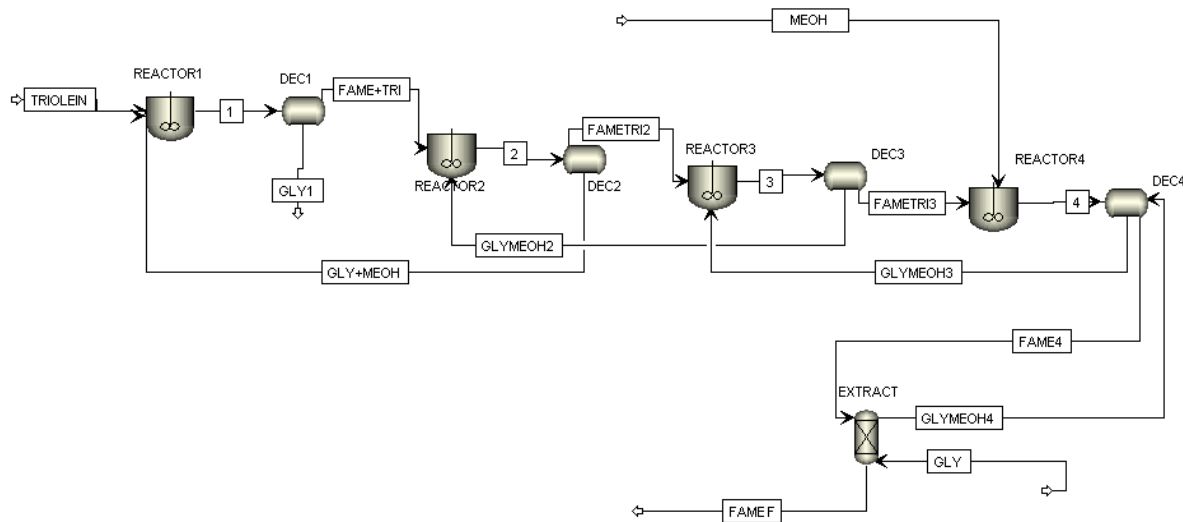 MEOH
REACTOR1
DEC1
TRIOLEIN
1
FAME+TRI
GLY1
REACTOR2
2
FAMETRI2
DEC2
REACTOR3
3
DEC3
FAMETRI3
REACTOR4
4
DEC4
GLYMEOH2
GLY+MEOH
GLYMEOH3
FAME4
EXTRACT
GLYMEOH4
GLY
FAMEF